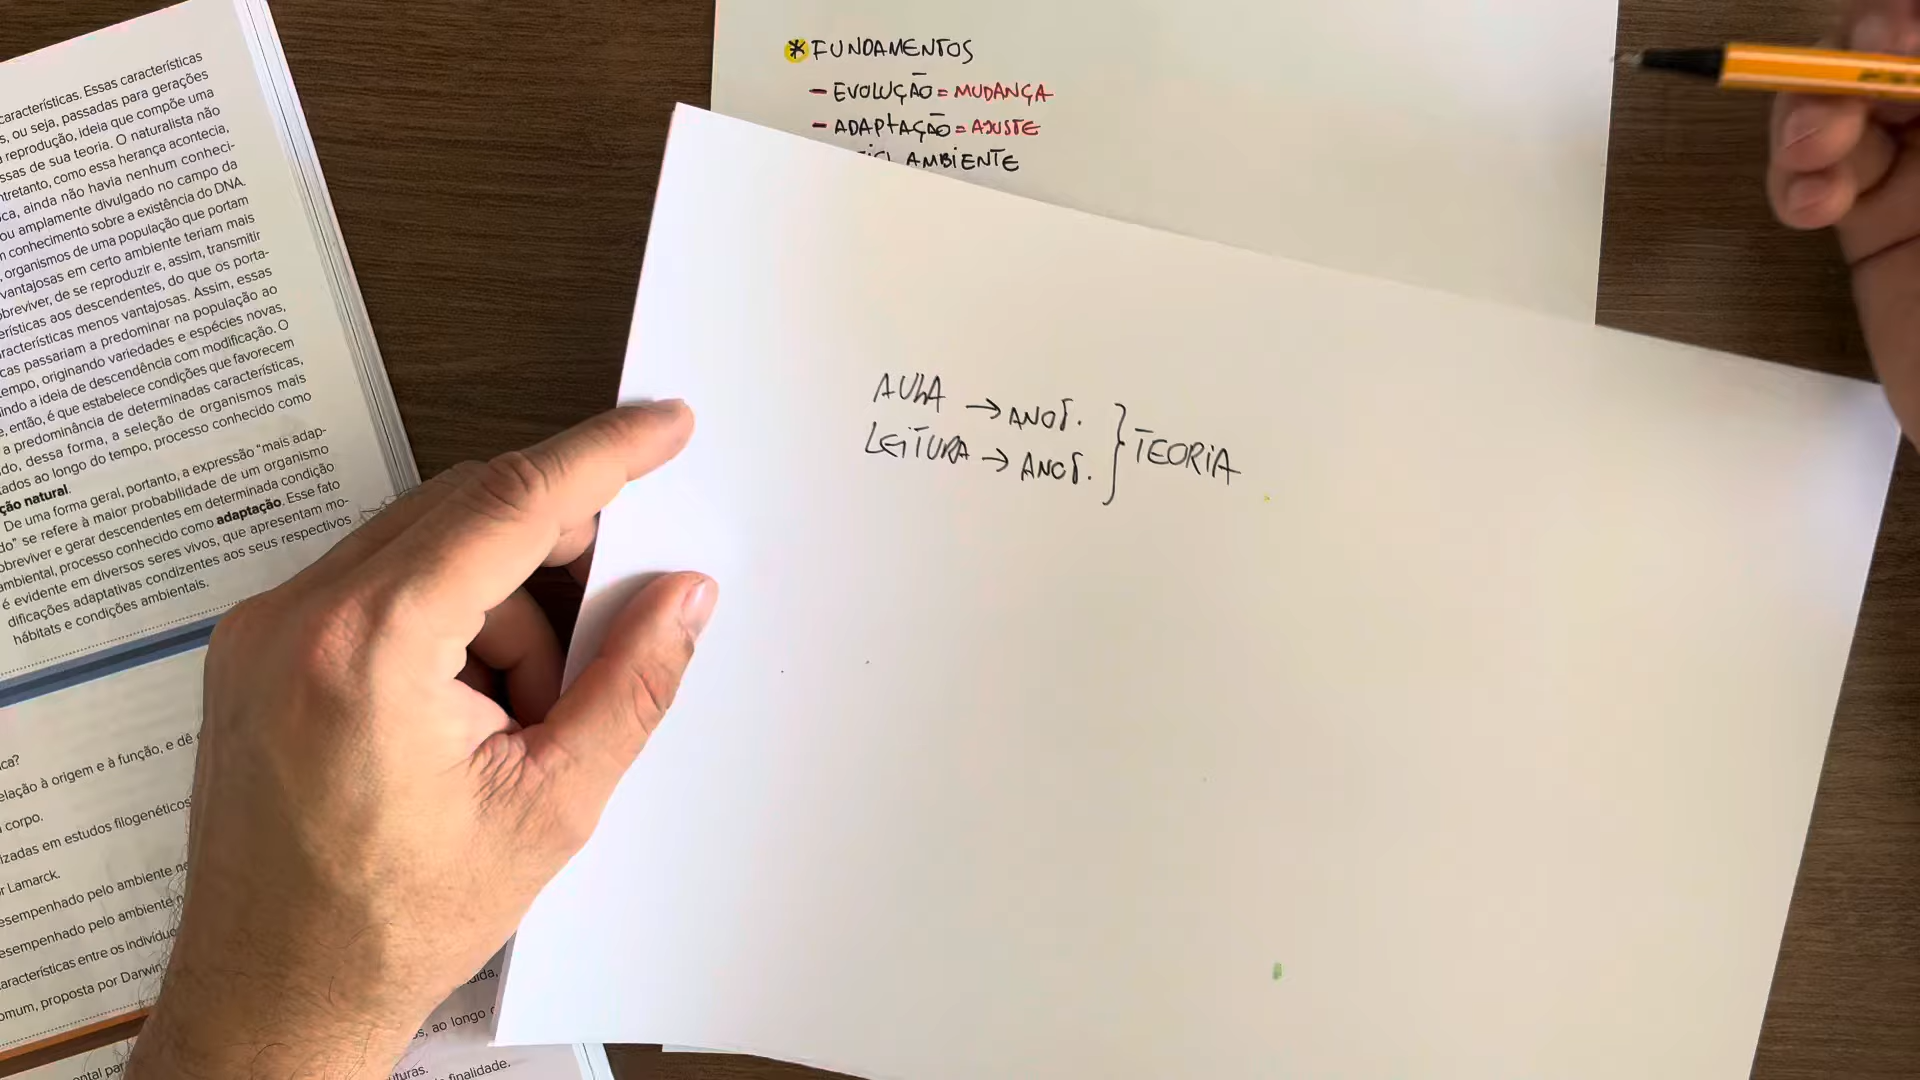 características. Essas características
s, ou seja, passadas para gerações
reprodução, ideia que compõe uma
ssas de sua teoria. O naturalista não
ntretanto, como essa herança acontecia,
ca, ainda não havia nenhum conheci-
ou amplamente divulgado no campo da
conhecimento sobre a existência do DNA.
, organismos de uma população que portam
vantajosas em certo ambiente teriam mais
obreviver, de se reproduzir e, assim, transmitir
erísticas aos descendentes, do que os porta-
racterísticas menos vantajosas. Assim, essas
cas passariam a predominar na população ao
tempo, originando variedades e espécies novas,
indo a ideia de descendência com modificação. O
e, então, é que estabelece condições que favorecem
a predominância de determinadas características,
do, dessa forma, a seleção de organismos mais
tados ao longo do tempo, processo conhecido como
ção natural.
De uma forma geral, portanto, a expressão "mais adap-
do" se refere à maior probabilidade de um organismo
obreviver e gerar descendentes em determinada condição
ambiental, processo conhecido como adaptação. Esse fato
é evidente em diversos seres vivos, que apresentam mo-
dificações adaptativas condizentes aos seus respectivos
hábitats e condições ambientais.
ca?
elação à origem e à função, e dê
corpo.
izadas em estudos filogenéticos
r Lamarck.
esempenhado pelo ambiente
esempenhado pelo ambiente
aracterísticas entre os indivídu
omum, proposta por Darwin
, ao longo
finalidade.
* FUNDAMENTOS
- EVOLUÇÃO = MUDANÇA
- ADAPTAÇÃO = AJUSTE
AMBIENTE
AULA → ANOT.
LEITURA → ANOT.
} TEORIA